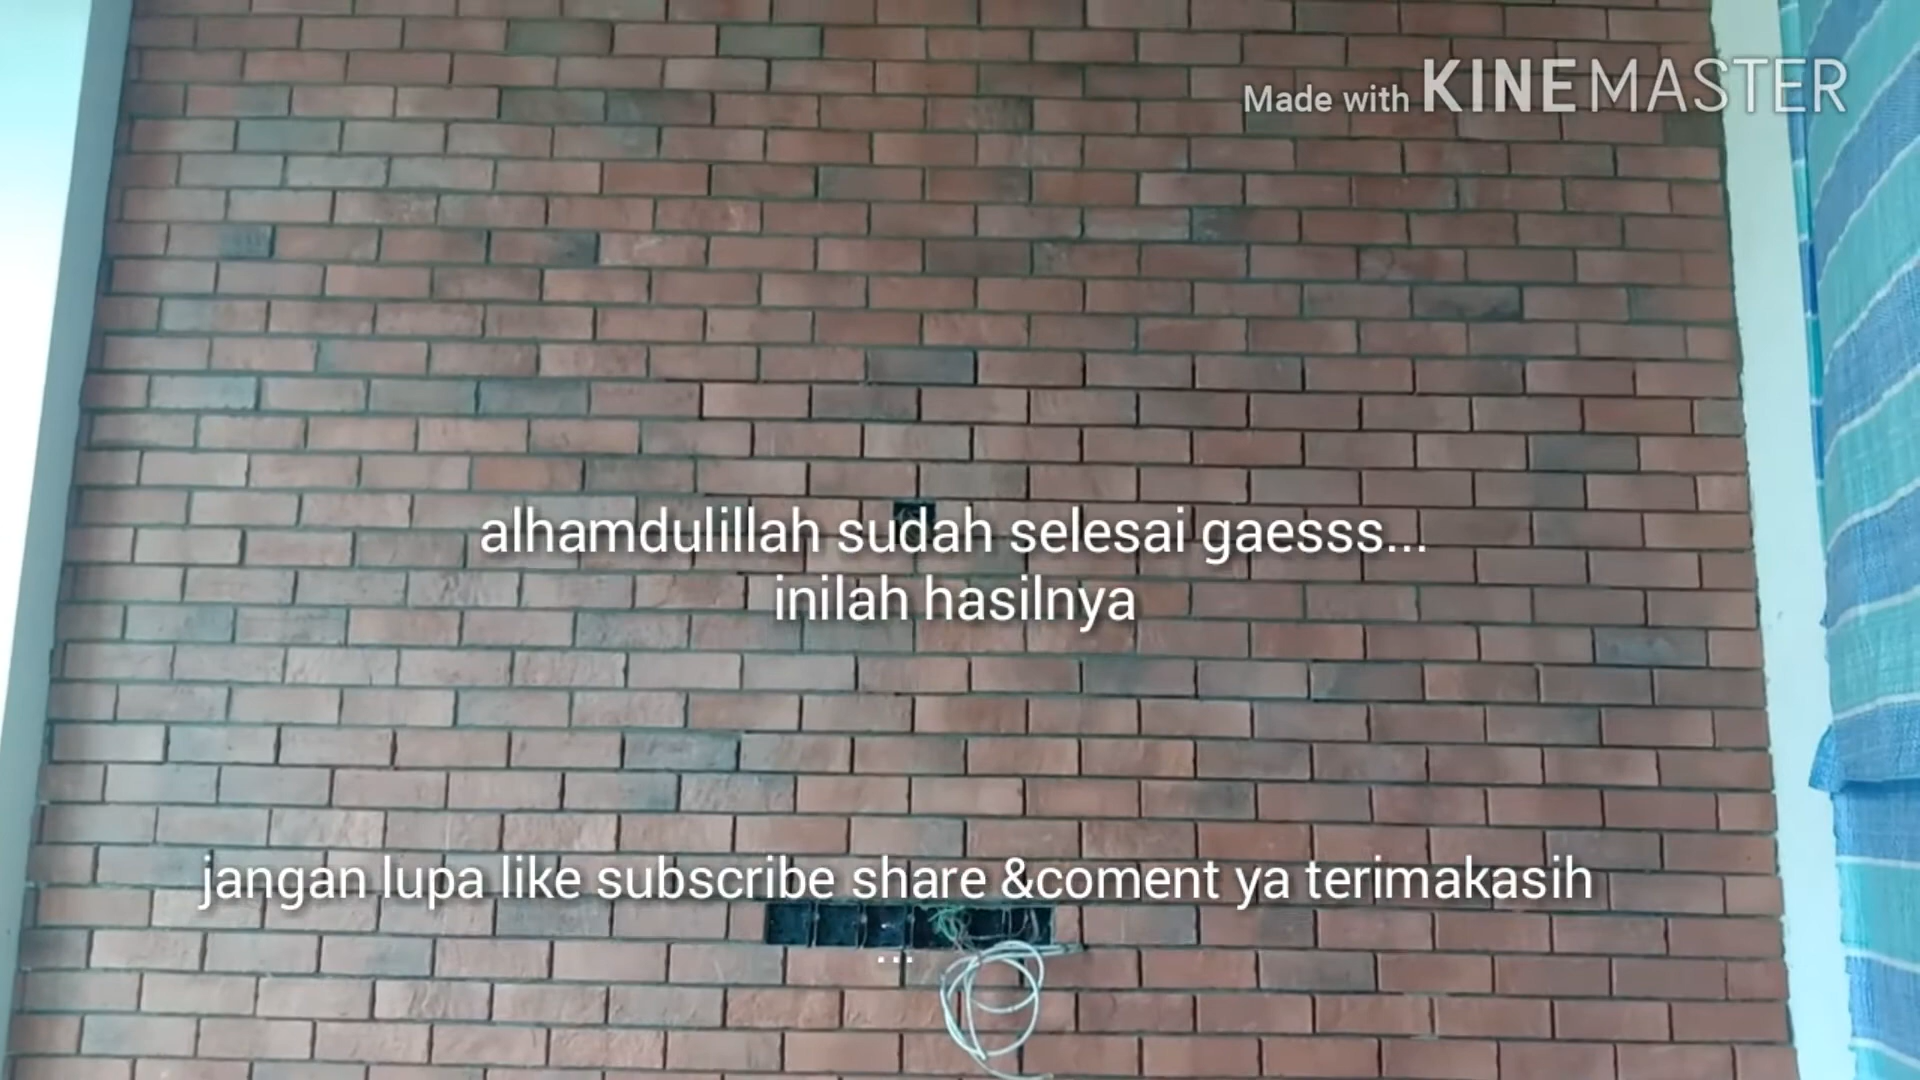 Made with KINEMASTER
alhamdulillah sudah selesai gaesss...
inilah hasilnya
jangan lupa like subscribe share &coment ya terimakasih
...